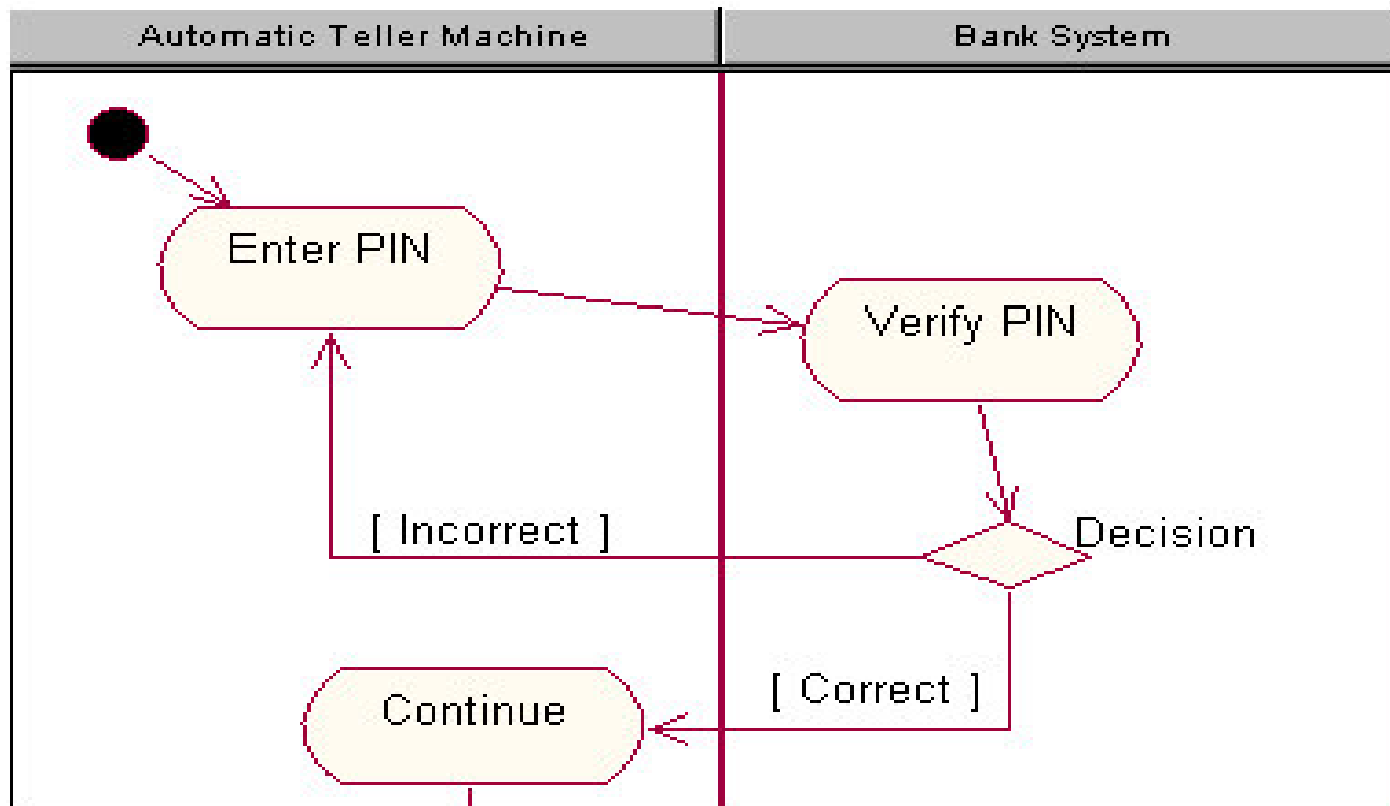 Automatic Teller Machine
Bank System
Enter PIN
Verify PIN
[ Incorrect ]
Decision
[ Correct ]
Continue